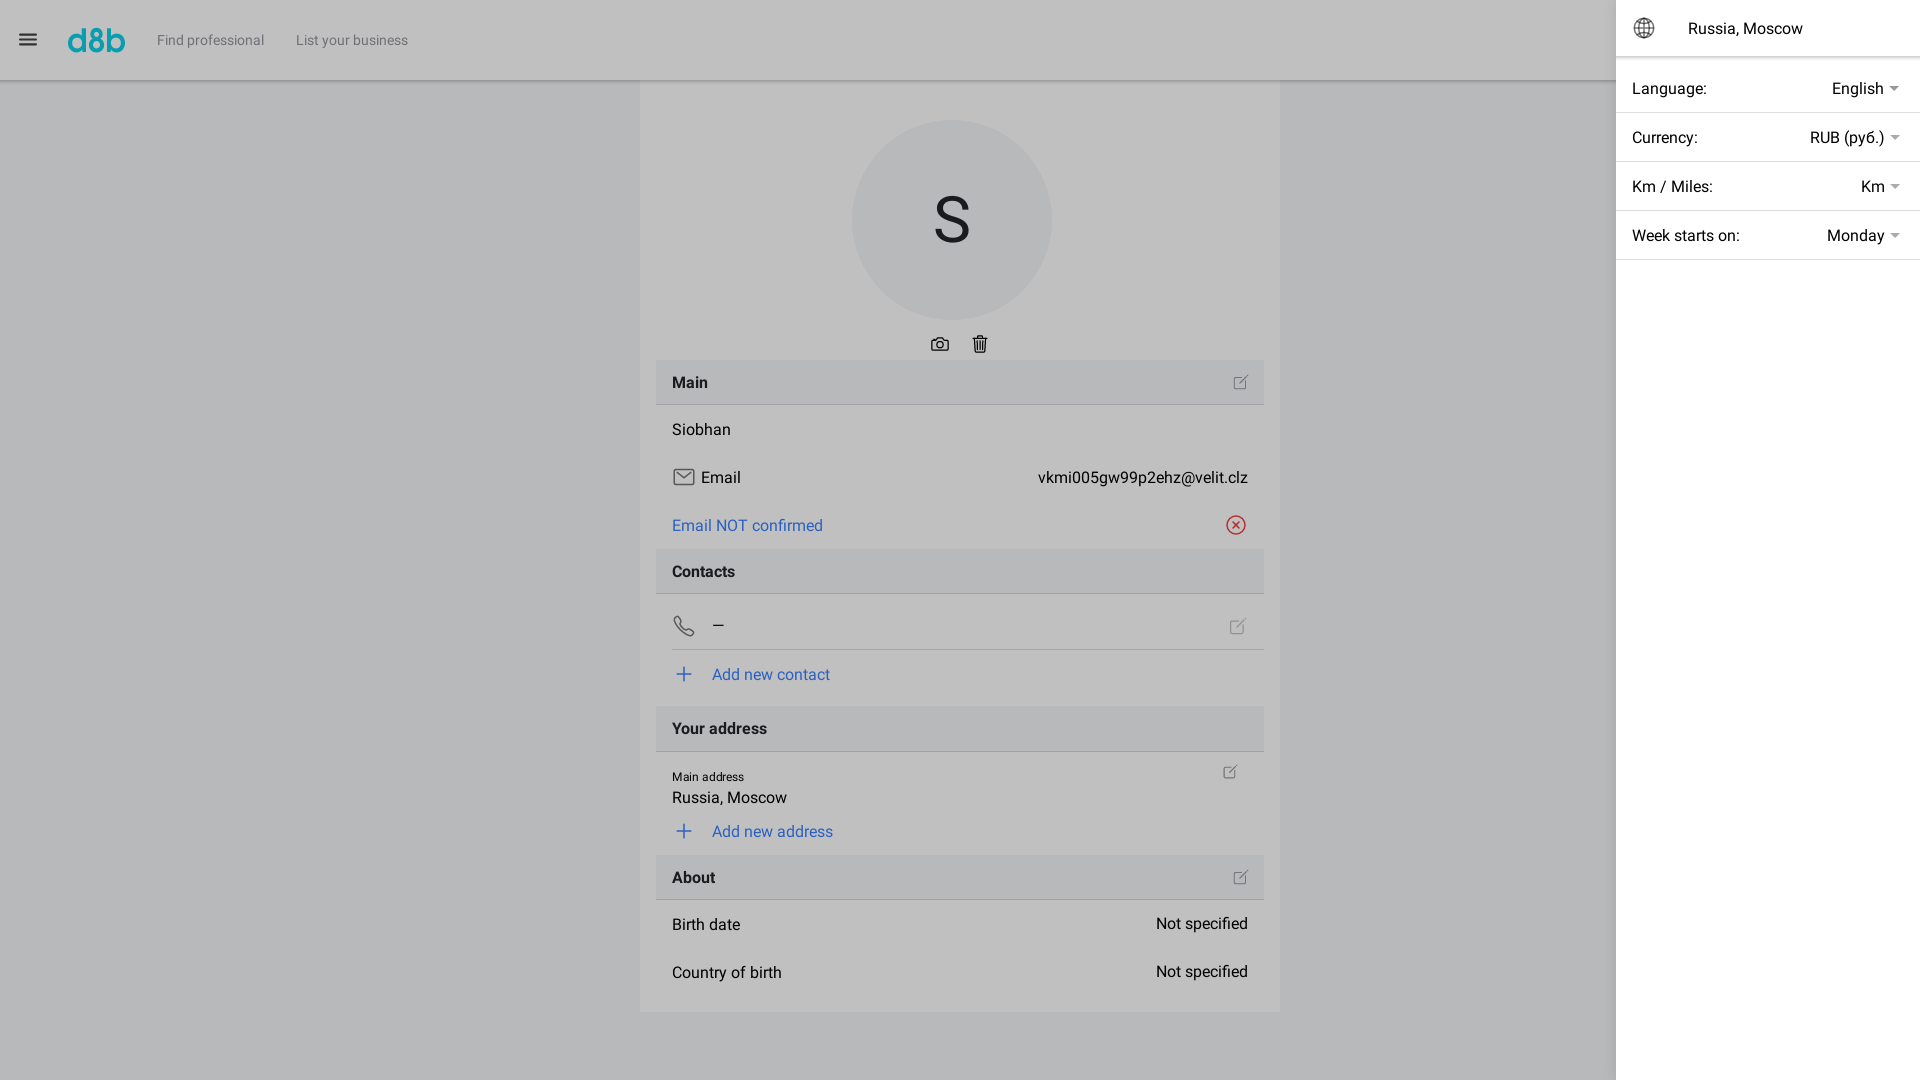 d8b
Find professional
List your business
Russia, Moscow
Language:
English
Currency:
RUB (руб.)
Km / Miles:
Km
Week starts on:
Monday
S
Main
Siobhan
Email
vkmi005gw99p2ehz@velit.clz
Email NOT confirmed
Contacts
—
Add new contact
Your address
Main address
Russia, Moscow
Add new address
About
Birth date
Not specified
Country of birth
Not specified